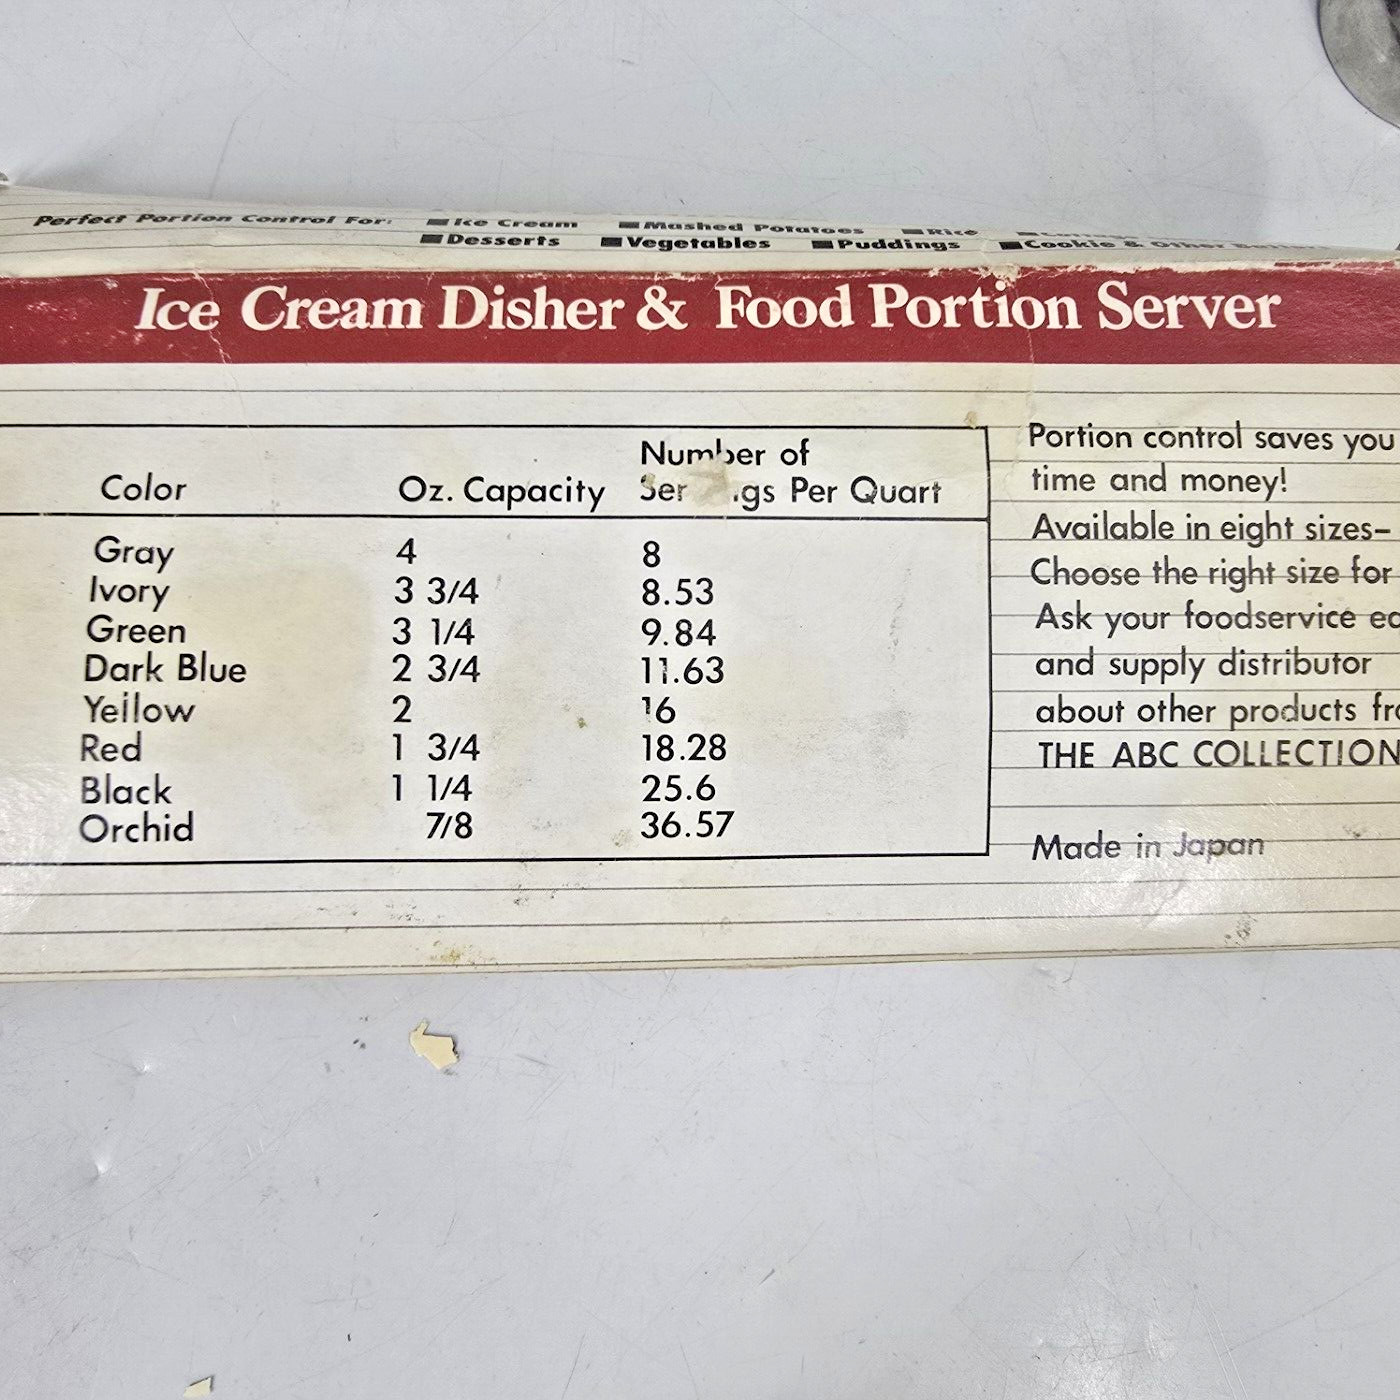 Perfect Portion Control For: Ice Cream Mashed Potatoes Rice
Desserts Vegetables Puddings Cookie & Other
Ice Cream Disher & Food Portion Server
Number of
Color Oz. Capacity Per Quart
Gray 4 8
Ivory 3 3/4 8.53
Green 3 1/4 9.84
Dark Blue 2 3/4 11.63
Yellow 2 16
Red 1 3/4 18.28
Black 1 1/4 25.6
Orchid 7/8 36.57
Portion control saves you
time and money!
Available in eight sizes–
Choose the right size for
Ask your foodservice
and supply distributor
about other products
THE ABC COLLECTION
Made in Japan